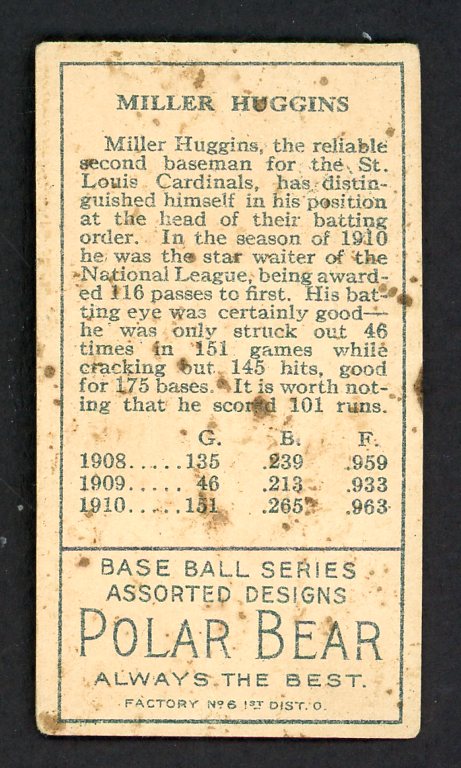 MILLER HUGGINS
Miller Huggins, the reliable
second baseman for the St.
Louis Cardinals, has distin-
guished himself in his position
at the head of their batting
order. In the season of 1910
he was the star waiter of the
National League, being award-
ed 116 passes to first. His bat-
ting eye was certainly good—
he was only struck out 46
times in 151 games while
cracking out 145 hits, good
for 175 bases. It is worth not-
ing that he scored 101 runs.
G. B. F.
1908.....135 .239 .959
1909..... 46 .213 .933
1910.....151 .265 .963
BASE BALL SERIES
ASSORTED DESIGNS
POLAR BEAR
ALWAYS THE BEST.
FACTORY No 6 1ST DIST. O.